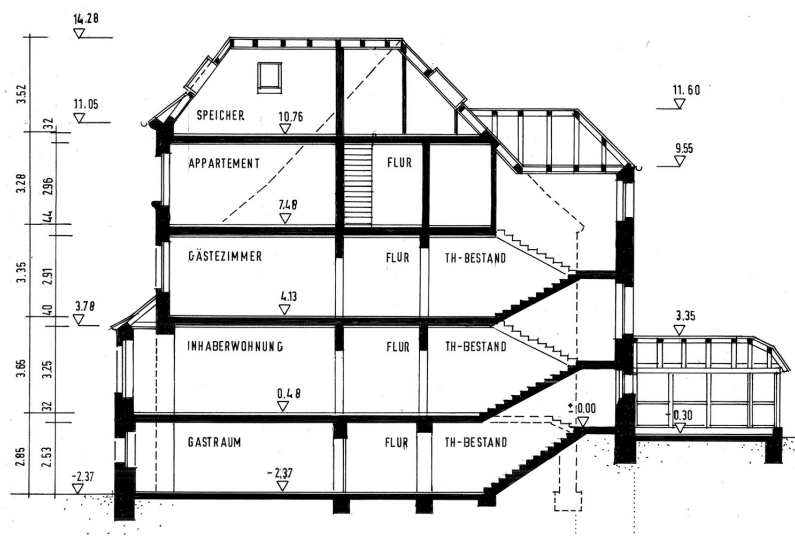 14.28
3.52
11.05
11.60
SPEICHER
10.76
32
9.55
APPARTEMENT
FLUR
3.28
2.96
7.48
44
GÄSTEZIMMER
FLUR
TH-BESTAND
3.35
2.91
4.13
3.78
40
3.35
INHABERWOHNUNG
FLUR
TH-BESTAND
3.65
3.25
0.48
± 0.00
- 0.30
32
GASTRAUM
FLUR
TH-BESTAND
2.85
2.53
-2.37
-2.37